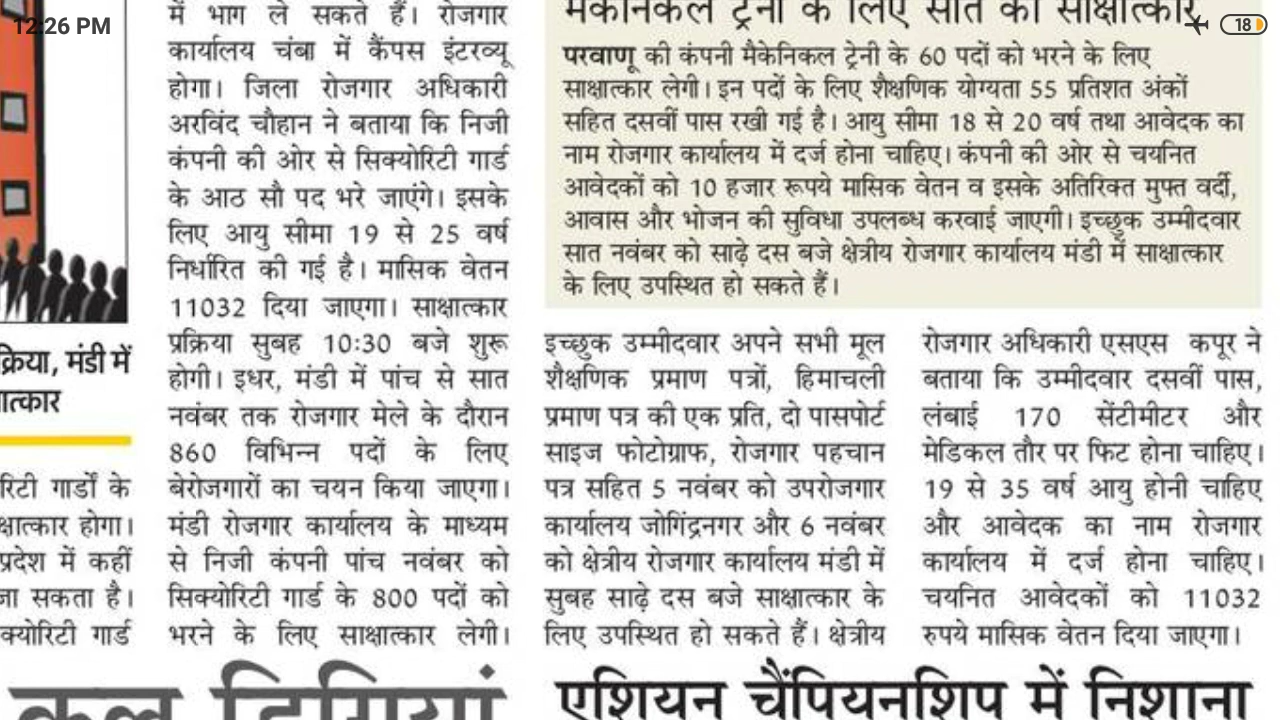 12:26 PM
18
क्रिया, मंडी में
रिटी गार्डों के
क्षात्कार होगा।
प्रदेश में कहीं
जा सकता है।
क्योरिटी गार्ड
में भाग ले सकते हैं। रोजगार
कार्यालय चंबा में कैंपस इंटरव्यू
होगा। जिला रोजगार अधिकारी
अरविंद चौहान ने बताया कि निजी
कंपनी की ओर से सिक्योरिटी गार्ड
के आठ सौ पद भरे जाएंगे। इसके
लिए आयु सीमा 19 से 25 वर्ष
निर्धारित की गई है। मासिक वेतन
11032 दिया जाएगा। साक्षात्कार
प्रक्रिया सुबह 10:30 बजे शुरू
होगी। इधर, मंडी में पांच से सात
नवंबर तक रोजगार मेले के दौरान
860 विभिन्न पदों के लिए
बेरोजगारों का चयन किया जाएगा।
मंडी रोजगार कार्यालय के माध्यम
से निजी कंपनी पांच नवंबर को
सिक्योरिटी गार्ड के 800 पदों को
भरने के लिए साक्षात्कार लेगी।
मैकेनिकल ट्रेनी के लिए सात को साक्षात्कार
परवाणू की कंपनी मैकेनिकल ट्रेनी के 60 पदों को भरने के लिए
साक्षात्कार लेगी। इन पदों के लिए शैक्षणिक योग्यता 55 प्रतिशत अंकों
सहित दसवीं पास रखी गई है। आयु सीमा 18 से 20 वर्ष तथा आवेदक का
नाम रोजगार कार्यालय में दर्ज होना चाहिए। कंपनी की ओर से चयनित
आवेदकों को 10 हजार रूपये मासिक वेतन व इसके अतिरिक्त मुफ्त वर्दी,
आवास और भोजन की सुविधा उपलब्ध करवाई जाएगी। इच्छुक उम्मीदवार
सात नवंबर को साढ़े दस बजे क्षेत्रीय रोजगार कार्यालय मंडी में साक्षात्कार
के लिए उपस्थित हो सकते हैं।
इच्छुक उम्मीदवार अपने सभी मूल
शैक्षणिक प्रमाण पत्रों, हिमाचली
प्रमाण पत्र की एक प्रति, दो पासपोर्ट
साइज फोटोग्राफ, रोजगार पहचान
पत्र सहित 5 नवंबर को उपरोजगार
कार्यालय जोगिंद्रनगर और 6 नवंबर
को क्षेत्रीय रोजगार कार्यालय मंडी में
सुबह साढ़े दस बजे साक्षात्कार के
लिए उपस्थित हो सकते हैं। क्षेत्रीय
रोजगार अधिकारी एसएस कपूर ने
बताया कि उम्मीदवार दसवीं पास,
लंबाई 170 सेंटीमीटर और
मेडिकल तौर पर फिट होना चाहिए।
19 से 35 वर्ष आयु होनी चाहिए
और आवेदक का नाम रोजगार
कार्यालय में दर्ज होना चाहिए।
चयनित आवेदकों को 11032
रुपये मासिक वेतन दिया जाएगा।
एशियन चैंपियनशिप में निशाना